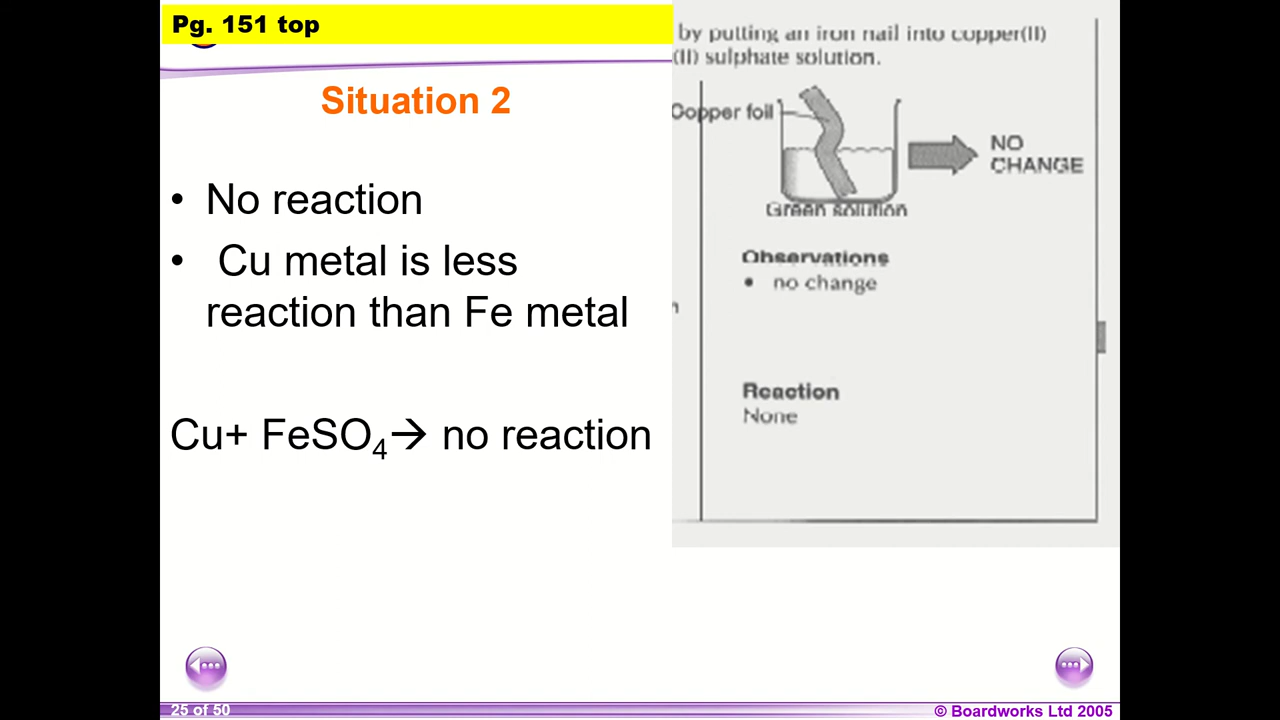 Pg. 151 top
by putting an iron nail into copper(II)
(II) sulphate solution.
Situation 2
Copper foil
NO
CHANGE
Green solution
• No reaction
• Cu metal is less
reaction than Fe metal
Observations
• no change
Reaction
None
Cu+ FeSO₄→ no reaction
25 of 50
© Boardworks Ltd 2005